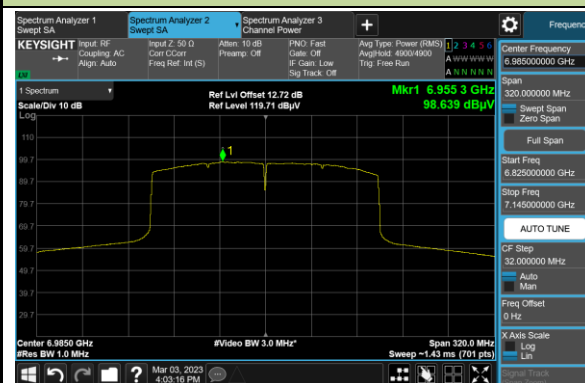 Spectrum Analyzer 1
Swept SA
Spectrum Analyzer 2
Swept SA
Spectrum Analyzer 3
Channel Power
Frequen
KEYSIGHT
Input: RF
Coupling: AC
Align: Auto
Input Z: 50 Ω
Corr CCorr
Freq Ref: Int (S)
Atten: 10 dB
Preamp: Off
PNO: Fast
Gate: Off
IF Gain: Low
Sig Track: Off
Avg Type: Power (RMS)
Avg|Hold: 4900/4900
Trig: Free Run
1 2 3 4 5 6
A WW W W W
A N N N N N
1 Spectrum
Scale/Div 10 dB
Log
Ref Lvl Offset 12.72 dB
Ref Level 119.71 dBµV
Mkr1 6.955 3 GHz
98.639 dBµV
1
110
99.7
89.7
79.7
69.7
59.7
49.7
39.7
29.7
Center 6.9850 GHz
#Res BW 1.0 MHz
#Video BW 3.0 MHz*
Span 320.0 MHz
Sweep ~1.43 ms (701 pts)
Mar 03, 2023
4:03:16 PM
Center Frequency
6.985000000 GHz
Span
320.000000 MHz
Swept Span
Zero Span
Full Span
Start Freq
6.825000000 GHz
Stop Freq
7.145000000 GHz
AUTO TUNE
CF Step
32.000000 MHz
Auto
Man
Freq Offset
0 Hz
X Axis Scale
Log
Lin
Signal Track